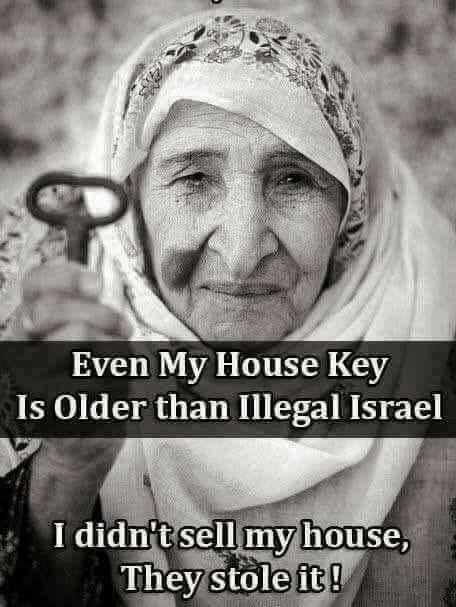 Even My House Key
Is Older than Illegal Israel
I didn't sell my house,
They stole it !